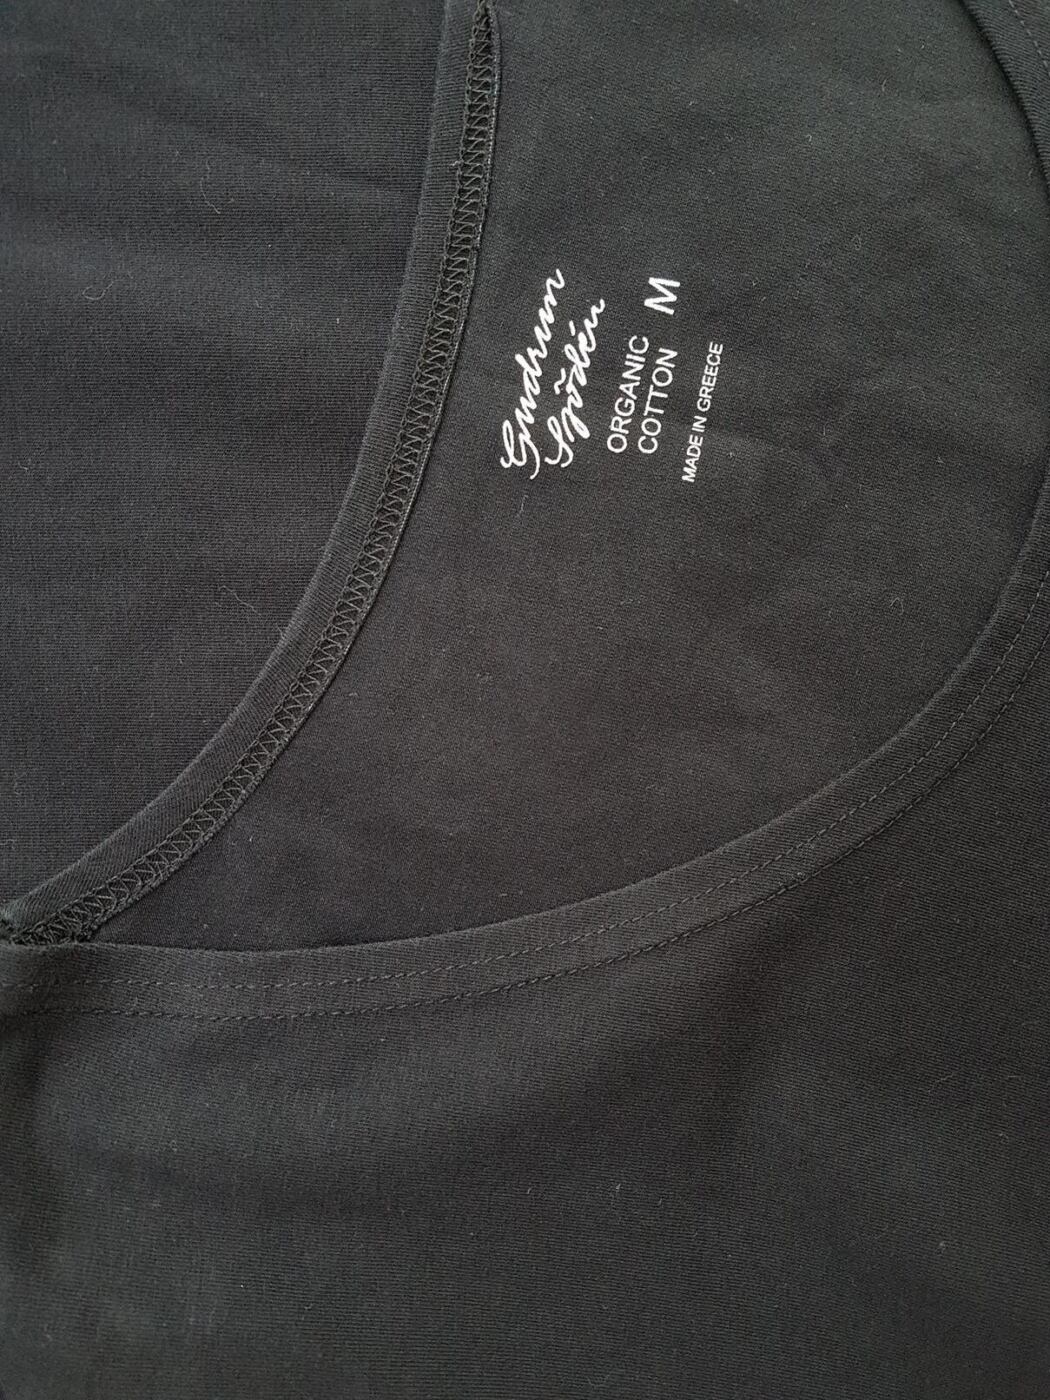 Gudrun
Sjödén
ORGANIC
COTTON M
MADE IN GREECE